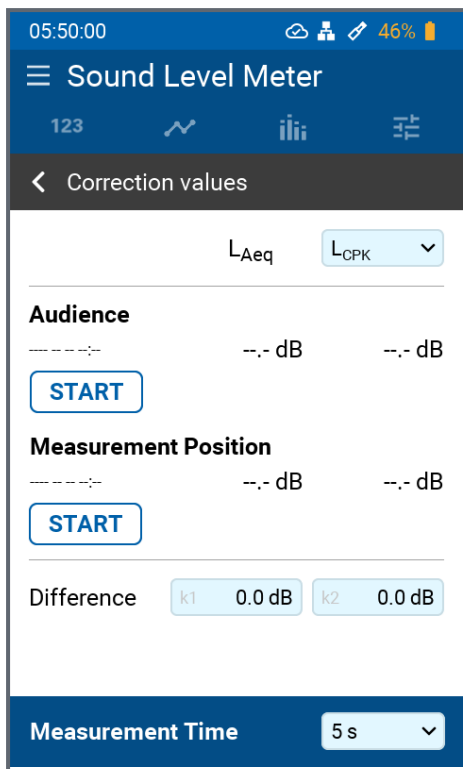 05:50:00 46%
Sound Level Meter
123
Correction values
LAeq LCPK
Audience
---- -- -- --:-- --.- dB --.- dB
START
Measurement Position
---- -- -- --:-- --.- dB --.- dB
START
Difference k1 0.0 dB k2 0.0 dB
Measurement Time 5 s